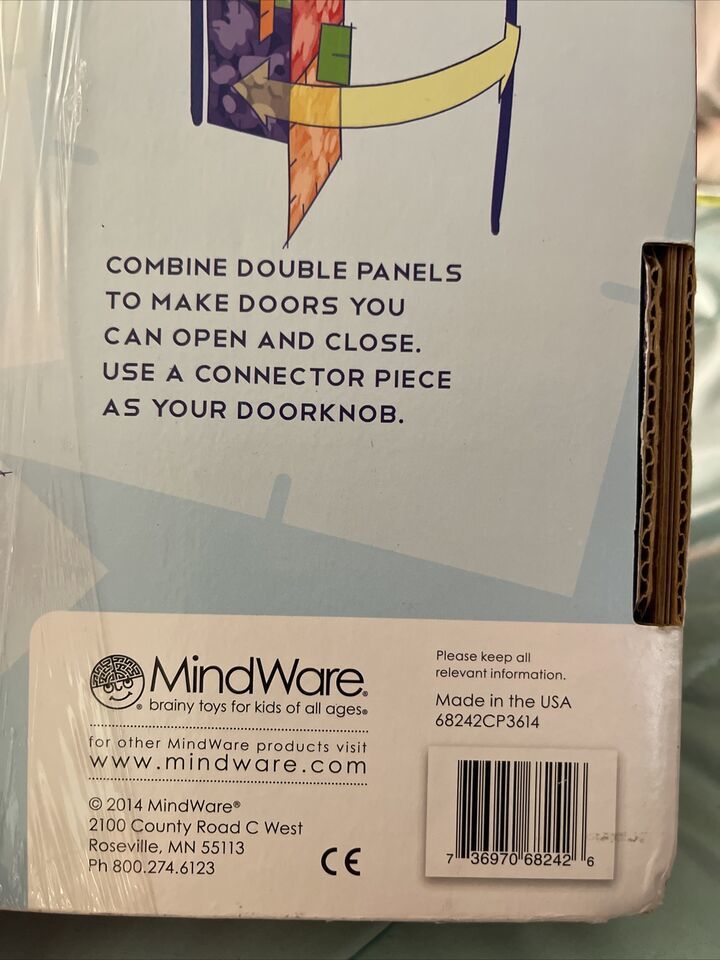 COMBINE DOUBLE PANELS
TO MAKE DOORS YOU
CAN OPEN AND CLOSE.
USE A CONNECTOR PIECE
AS YOUR DOORKNOB.
MindWare®
brainy toys for kids of all ages®
for other MindWare products visit
www.mindware.com
© 2014 MindWare®
2100 County Road C West
Roseville, MN 55113
Ph 800.274.6123
CE
Please keep all
relevant information.
Made in the USA
68242CP3614
7 36970 68242 6